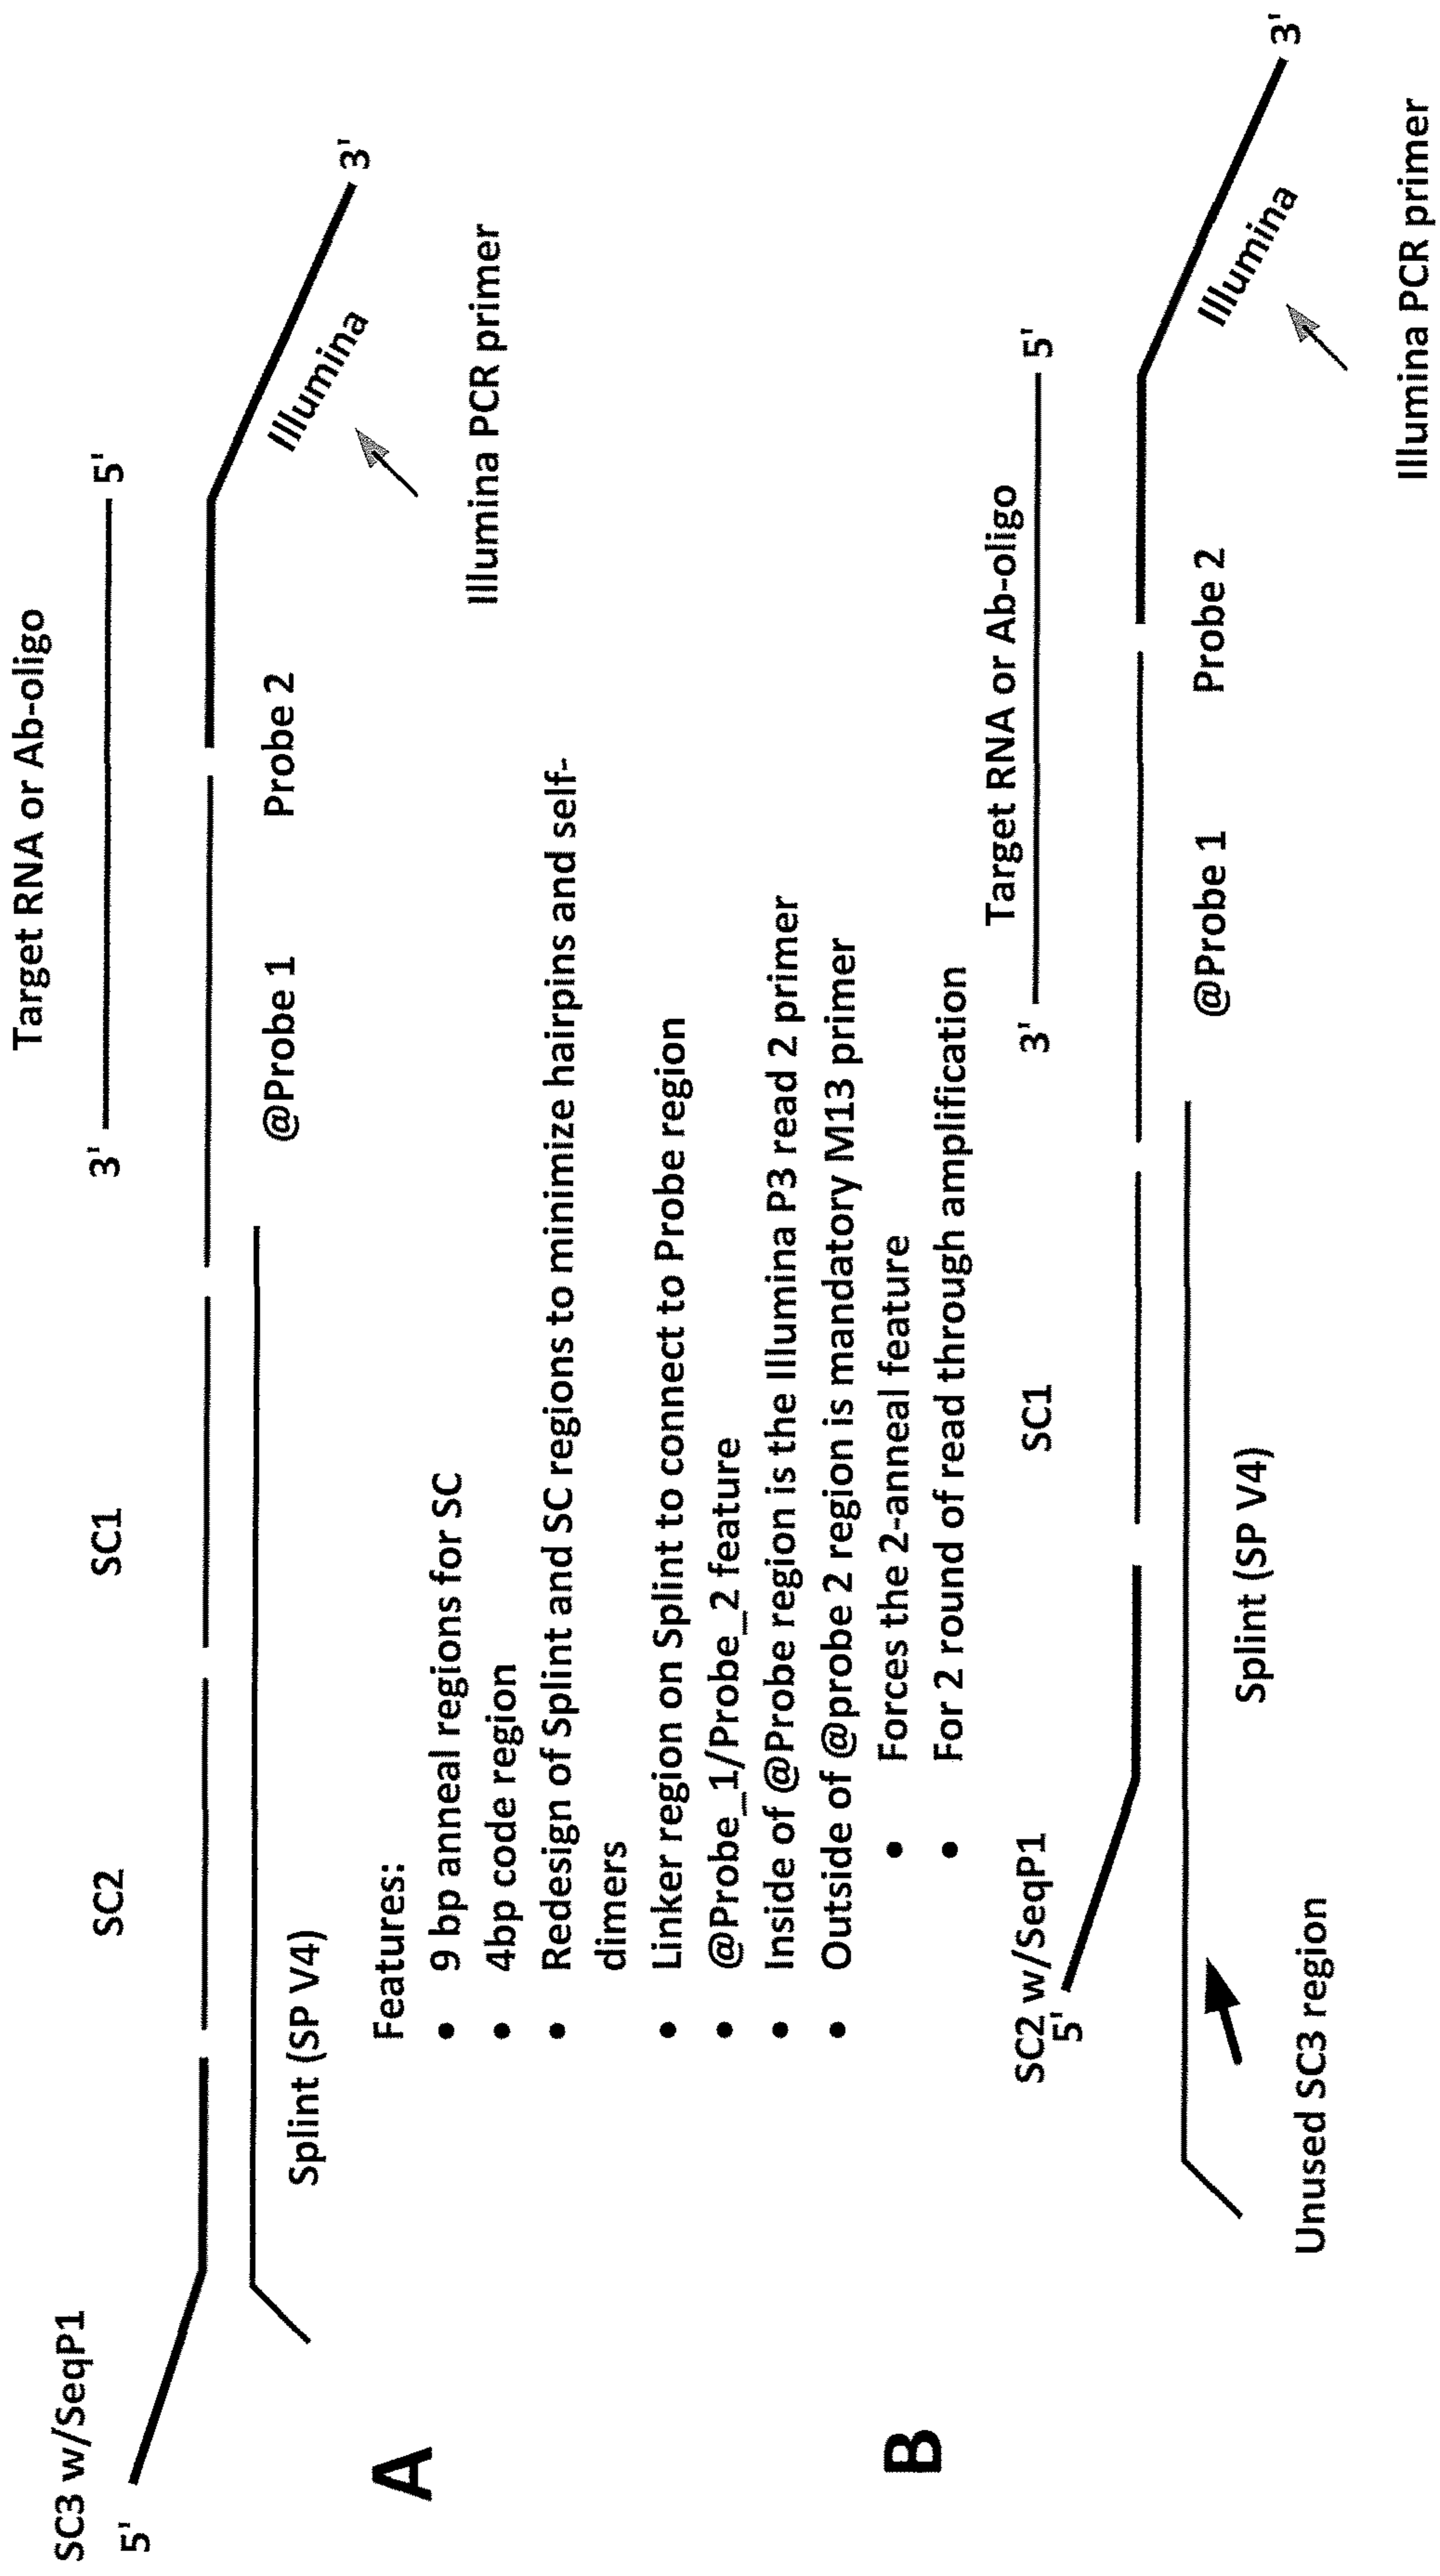 Target RNA or Ab-oligo
SC3 w/SeqP1
SC2
SC1
3'
5'
5'
3'
@Probe 1
Probe 2
Illumina
Splint (SP V4)
Illumina PCR primer
A
Features:
• 9 bp anneal regions for SC
• 4bp code region
• Redesign of Splint and SC regions to minimize hairpins and self-
dimers
• Linker region on Splint to connect to Probe region
• @Probe_1/Probe_2 feature
• Inside of @Probe region is the Illumina P3 read 2 primer
• Outside of @probe 2 region is mandatory M13 primer
• Forces the 2-anneal feature
• For 2 round of read through amplification
B
Target RNA or Ab-oligo
SC2 w/SeqP1
SC1
3'
5'
5'
3'
@Probe 1
Probe 2
Illumina
Splint (SP V4)
Unused SC3 region
Illumina PCR primer